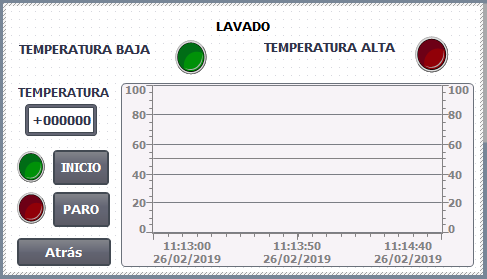 LAVADO
TEMPERATURA BAJA
TEMPERATURA ALTA
TEMPERATURA
+000000
INICIO
PARO
Atrás
100
80
60
40
20
0
100
80
60
40
20
0
11:13:00 11:13:50 11:14:40
26/02/2019 26/02/2019 26/02/2019